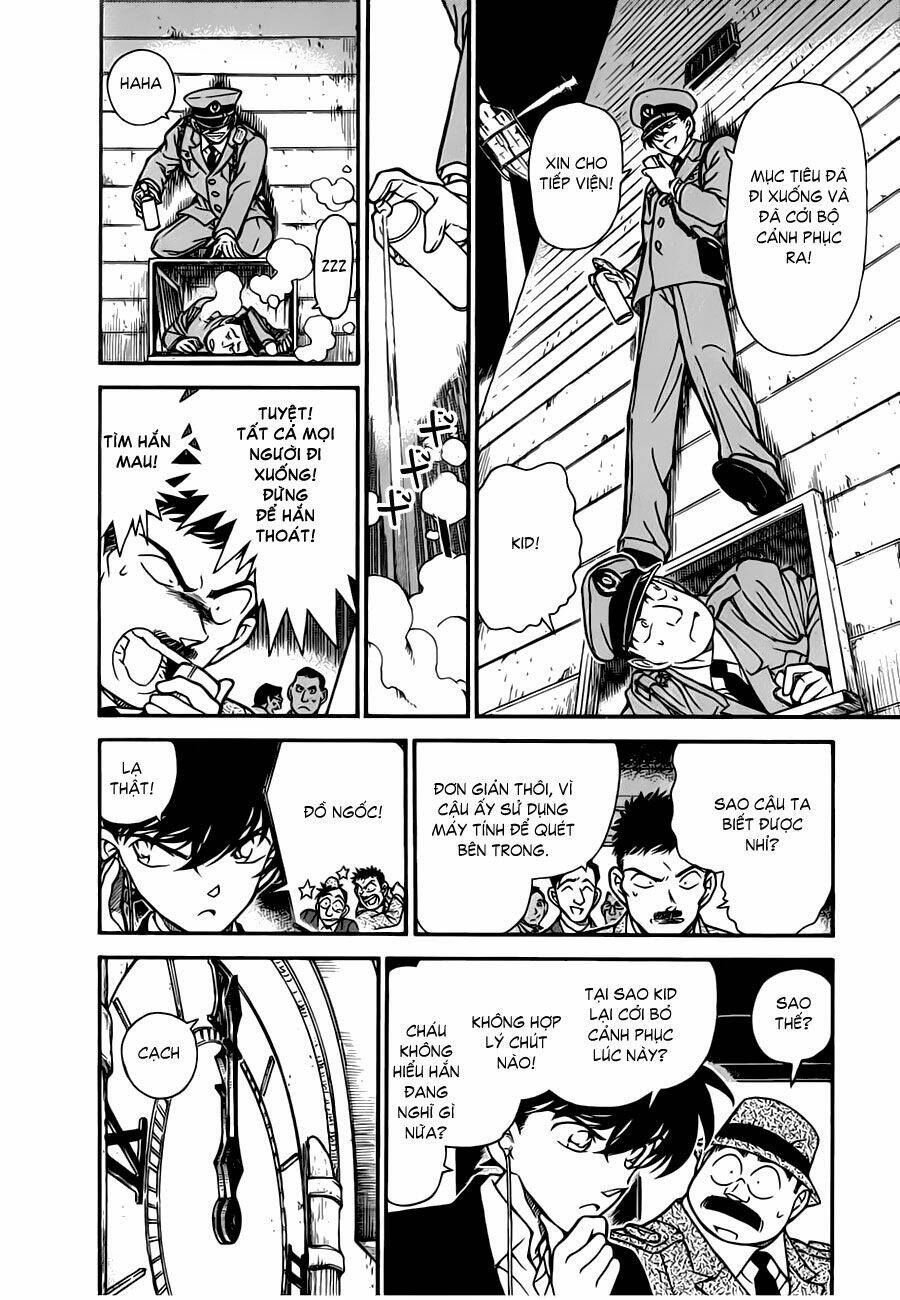 MỤC TIÊU ĐÃ
ĐI XUỐNG VÀ
ĐÃ CỞI BỘ
CẢNH PHỤC
RA!
XIN CHO
TIẾP VIỆN!
KID!
HAHA
ZZZ
TUYỆT!
TẤT CẢ MỌI
NGƯỜI ĐI
XUỐNG!
ĐỪNG
ĐỂ HẮN
THOÁT!
TÌM HẮN
MAU!
SAO CẬU TA
BIẾT ĐƯỢC
NHỈ?
ĐƠN GIẢN THÔI, VÌ
CẬU ẤY SỬ DỤNG
MÁY TÍNH ĐỂ QUÉT
BÊN TRONG.
ĐỒ NGỐC!
LẠ
THẬT!
SAO
THẾ?
TẠI SAO KID
LẠI CỞI BỎ
CẢNH PHỤC
LÚC NÀY?
KHÔNG HỢP
LÝ CHÚT
NÀO!
CHÁU
KHÔNG
HIỂU HẮN
ĐANG
NGHĨ GÌ
NỮA?
CẠCH